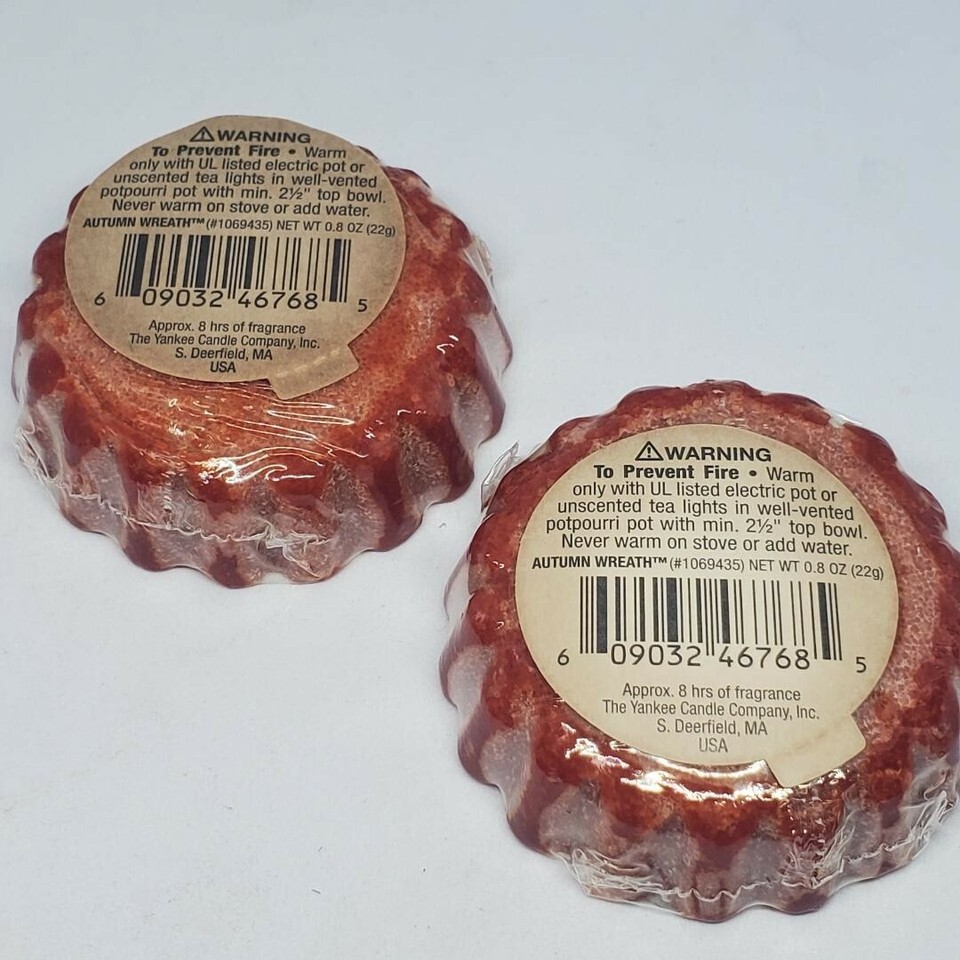 ⚠WARNING
To Prevent Fire • Warm
only with UL listed electric pot or
unscented tea lights in well-vented
potpourri pot with min. 2½" top bowl.
Never warm on stove or add water.
AUTUMN WREATH™ (#1069435) NET WT 0.8 OZ (22g)
6 09032 46768 5
Approx. 8 hrs of fragrance
The Yankee Candle Company, Inc.
S. Deerfield, MA
USA
⚠WARNING
To Prevent Fire • Warm
only with UL listed electric pot or
unscented tea lights in well-vented
potpourri pot with min. 2½" top bowl.
Never warm on stove or add water.
AUTUMN WREATH™ (#1069435) NET WT 0.8 OZ (22g)
6 09032 46768 5
Approx. 8 hrs of fragrance
The Yankee Candle Company, Inc.
S. Deerfield, MA
USA